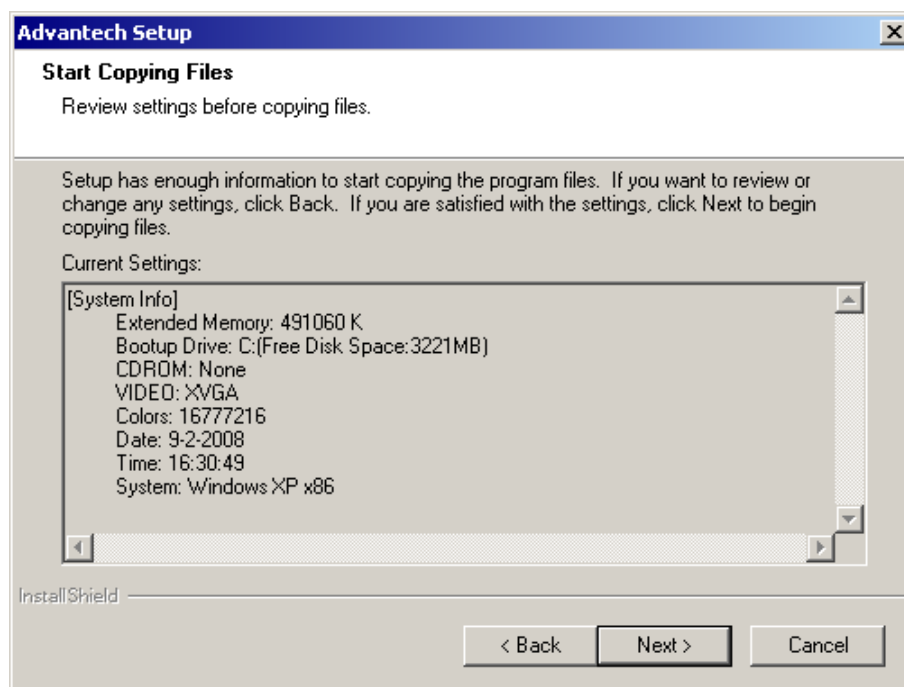 Advantech Setup
Start Copying Files
Review settings before copying files.
Setup has enough information to start copying the program files. If you want to review or
change any settings, click Back. If you are satisfied with the settings, click Next to begin
copying files.
Current Settings:
[System Info]
Extended Memory: 491060 K
Bootup Drive: C:(Free Disk Space:3221MB)
CDROM: None
VIDEO: XVGA
Colors: 16777216
Date: 9-2-2008
Time: 16:30:49
System: Windows XP x86
InstallShield
< Back Next > Cancel